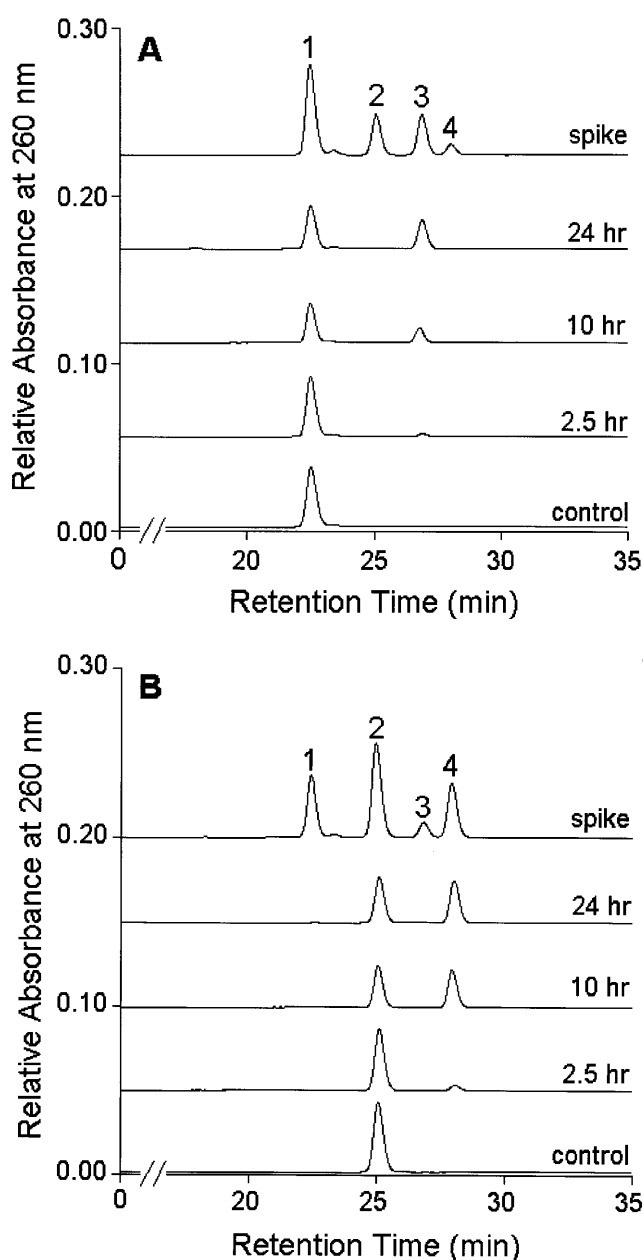 A
Relative Absorbance at 260 nm
0.30
0.20
0.10
0.00
1
2
3
4
spike
24 hr
10 hr
2.5 hr
control
0
20
25
30
35
Retention Time (min)
B
Relative Absorbance at 260 nm
0.30
0.20
0.10
0.00
1
2
3
4
spike
24 hr
10 hr
2.5 hr
control
0
20
25
30
35
Retention Time (min)